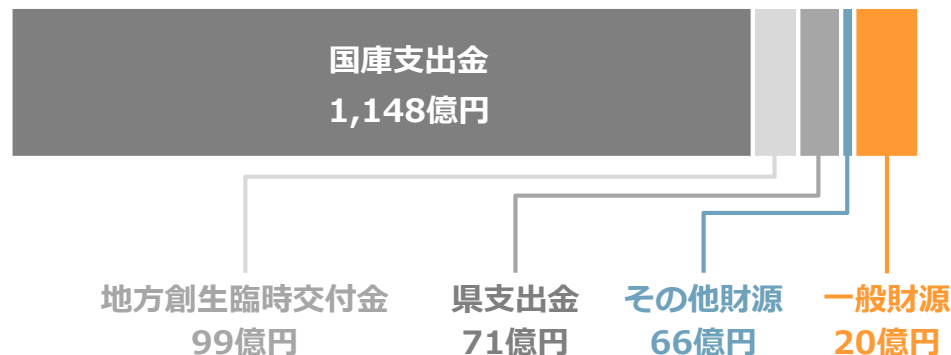 国庫支出金
1,148億円
地方創生臨時交付金
99億円
県支出金
71億円
その他財源
66億円
一般財源
20億円